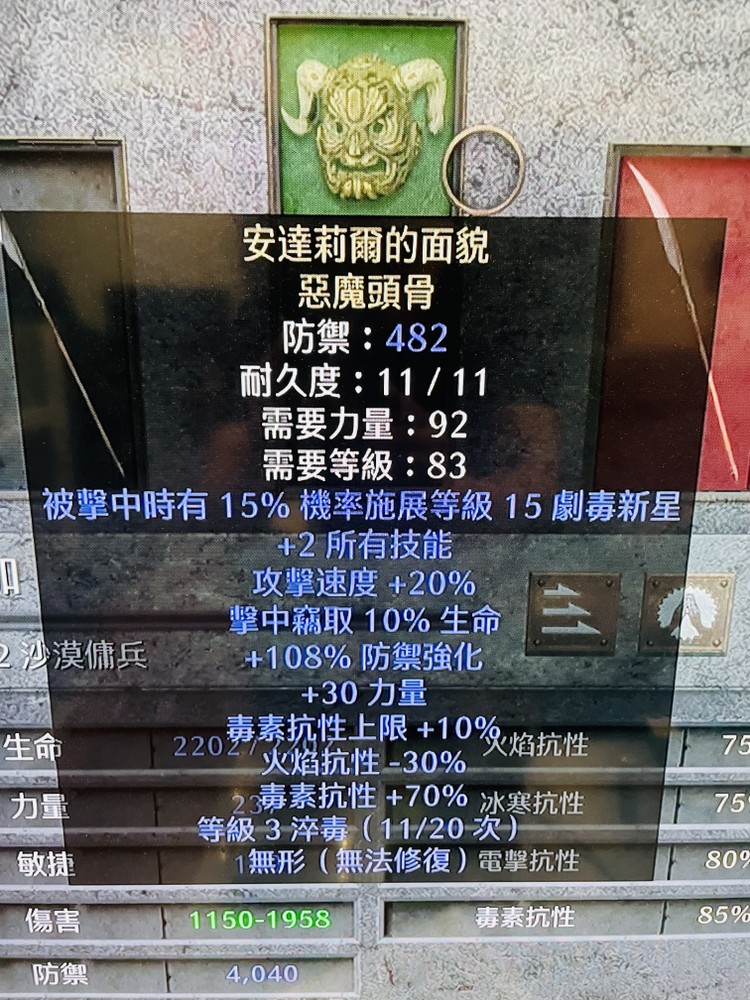 安達莉爾的面貌
惡魔頭骨
防禦：482
耐久度：11 / 11
需要力量：92
需要等級：83
被擊中時有 15% 機率施展等級 15 劇毒新星
+2 所有技能
攻擊速度 +20%
擊中竊取 10% 生命
+108% 防禦強化
+30 力量
毒素抗性上限 +10%
火焰抗性 -30%
毒素抗性 +70%
等級 3 淬毒（11/20 次）
無形（無法修復）
沙漠傭兵
生命
火焰抗性 75
力量
冰寒抗性 75
敏捷
電擊抗性 80%
傷害 1150-1958
毒素抗性 85%
防禦 4,040